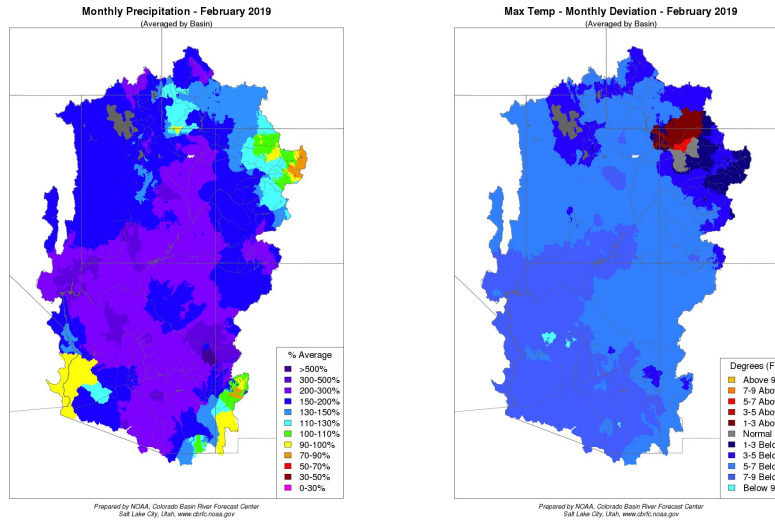 Monthly Precipitation - February 2019
(Averaged by Basin)
% Average
>500%
300-500%
200-300%
150-200%
130-150%
110-130%
100-110%
90-100%
70-90%
50-70%
30-50%
0-30%
Prepared by NOAA, Colorado Basin River Forecast Center
Salt Lake City, Utah, www.cbrfc.noaa.gov
Max Temp - Monthly Deviation - February 2019
(Averaged by Basin)
Degrees (F
Above 9
7-9 Abov
5-7 Abov
3-5 Abov
1-3 Abov
Normal
1-3 Belo
3-5 Belo
5-7 Belo
7-9 Belo
Below 9
Prepared by NOAA, Colorado Basin River Forecast Center
Salt Lake City, Utah, www.cbrfc.noaa.gov